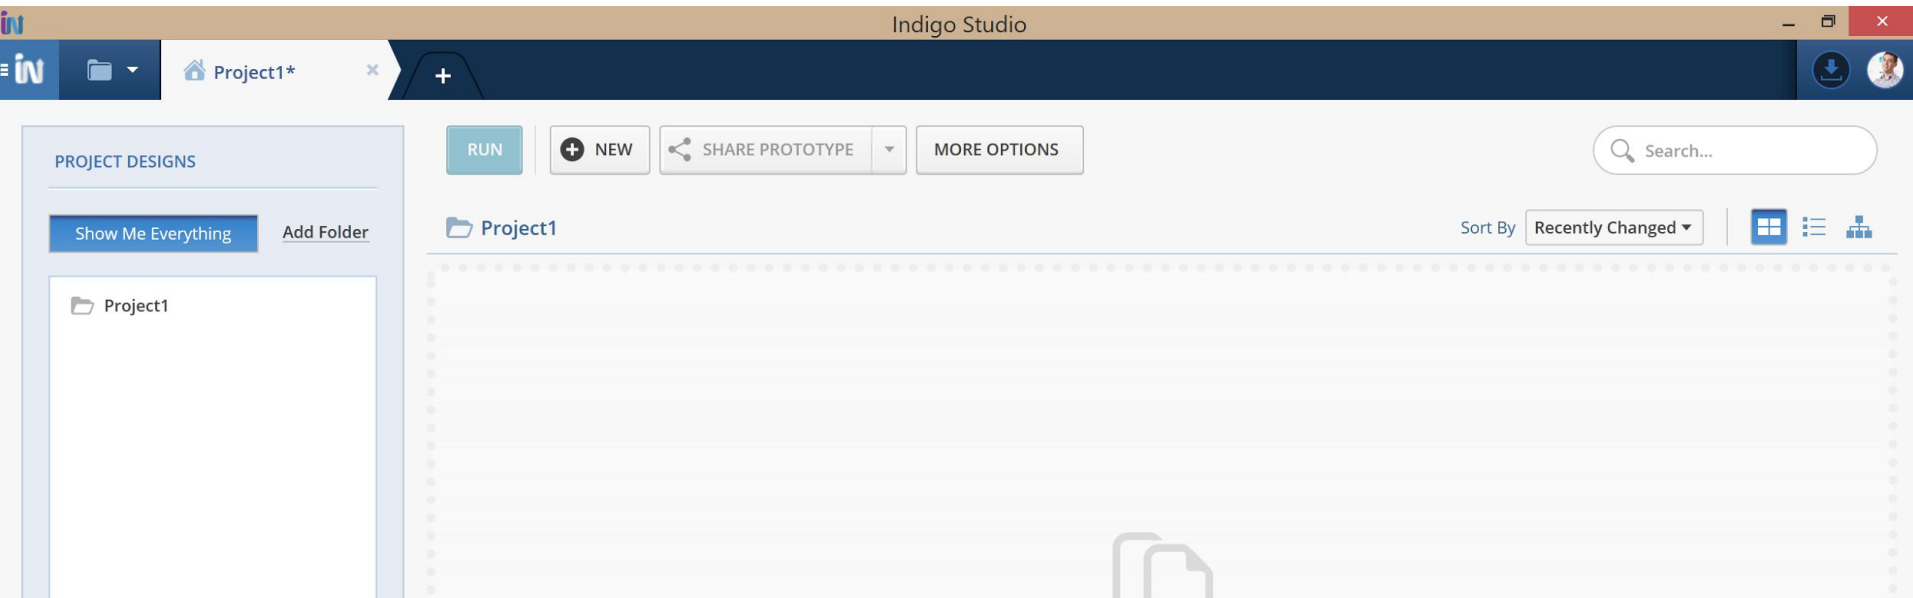 Indigo Studio
Project1*
PROJECT DESIGNS
RUN
NEW
SHARE PROTOTYPE
MORE OPTIONS
Search...
Show Me Everything
Add Folder
Project1
Sort By
Recently Changed
Project1